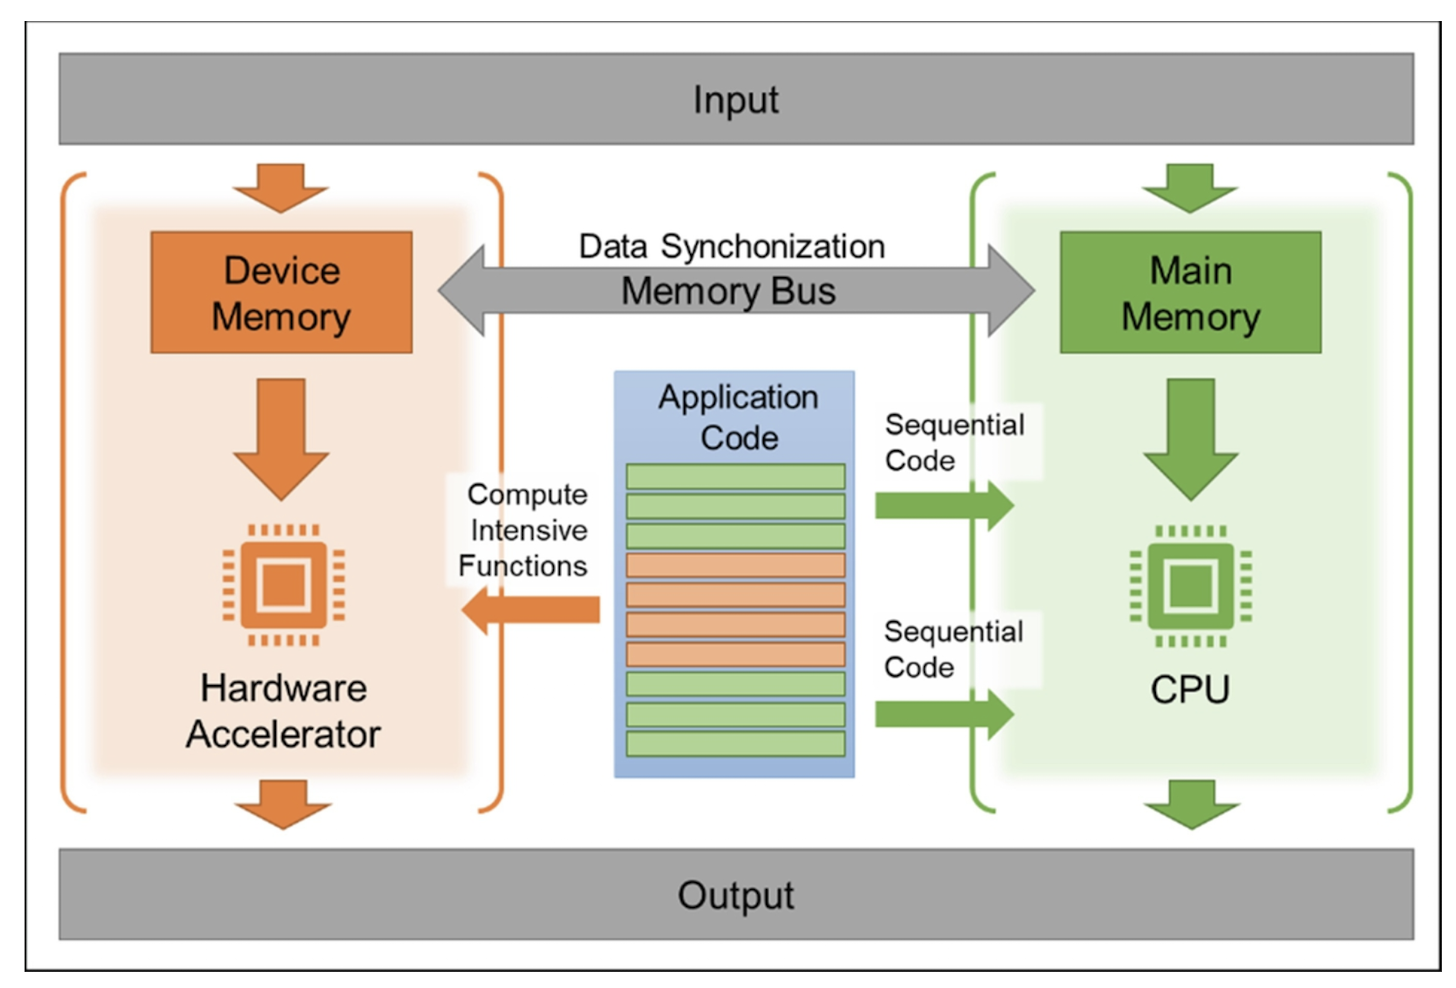 Input
Data Synchonization
Memory Bus
Device
Memory
Main
Memory
Application
Code
Sequential
Code
Compute
Intensive
Functions
Sequential
Code
Hardware
Accelerator
CPU
Output